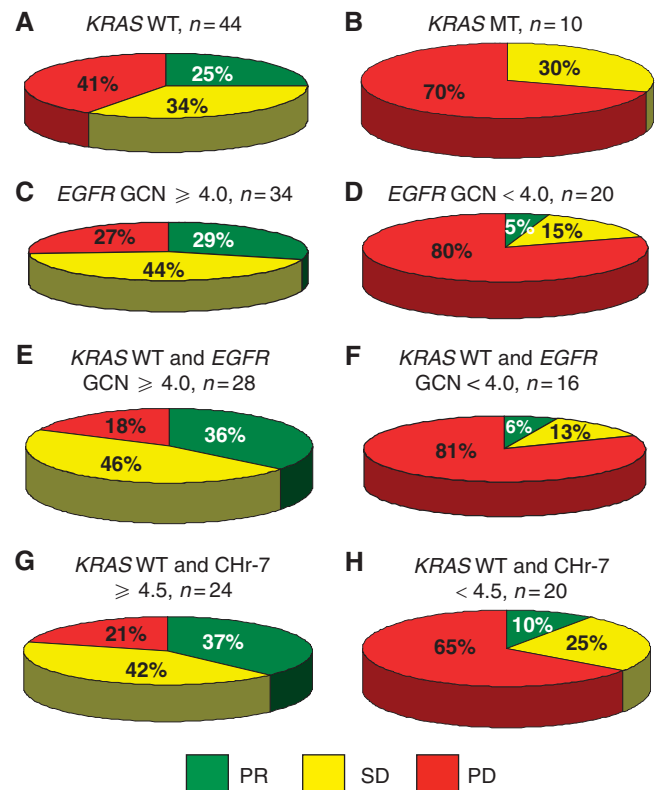 A KRAS WT, n=44
41% 25%
34%
B KRAS MT, n=10
30%
70%
C EGFR GCN ⩾ 4.0, n=34
27% 29%
44%
D EGFR GCN < 4.0, n=20
5% 15%
80%
E KRAS WT and EGFR
GCN ⩾ 4.0, n=28
18% 36%
46%
F KRAS WT and EGFR
GCN < 4.0, n=16
6% 13%
81%
G KRAS WT and CHr-7
⩾ 4.5, n=24
21% 37%
42%
H KRAS WT and CHr-7
< 4.5, n=20
10%
65% 25%
PR SD PD